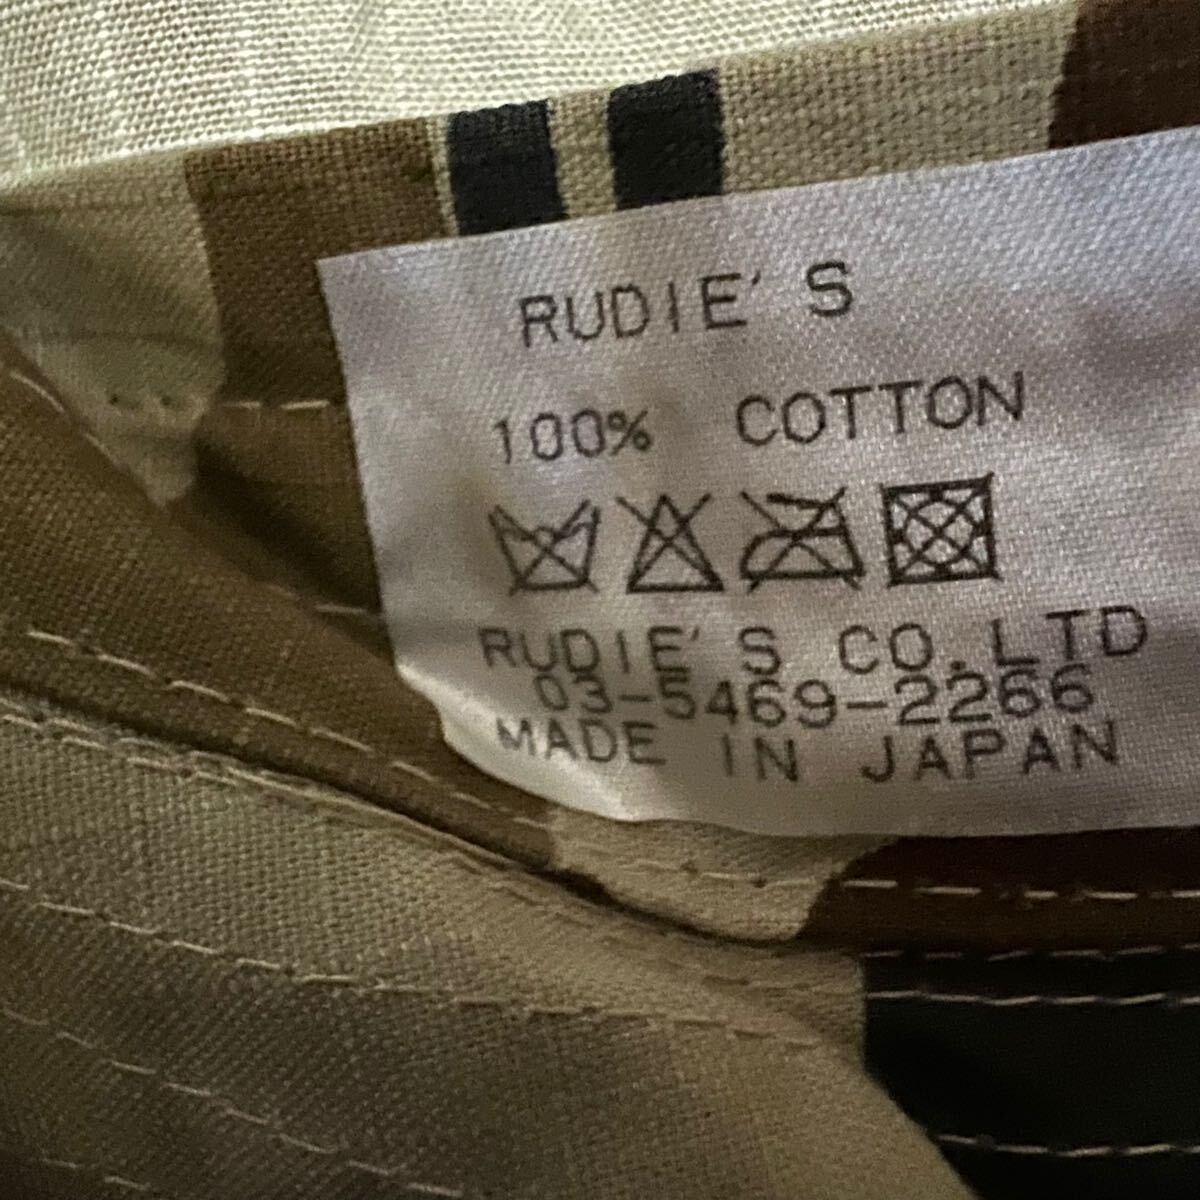 RUDIE'S
100% COTTON
RUDIE'S CO.LTD
03-5469-2266
MADE IN JAPAN